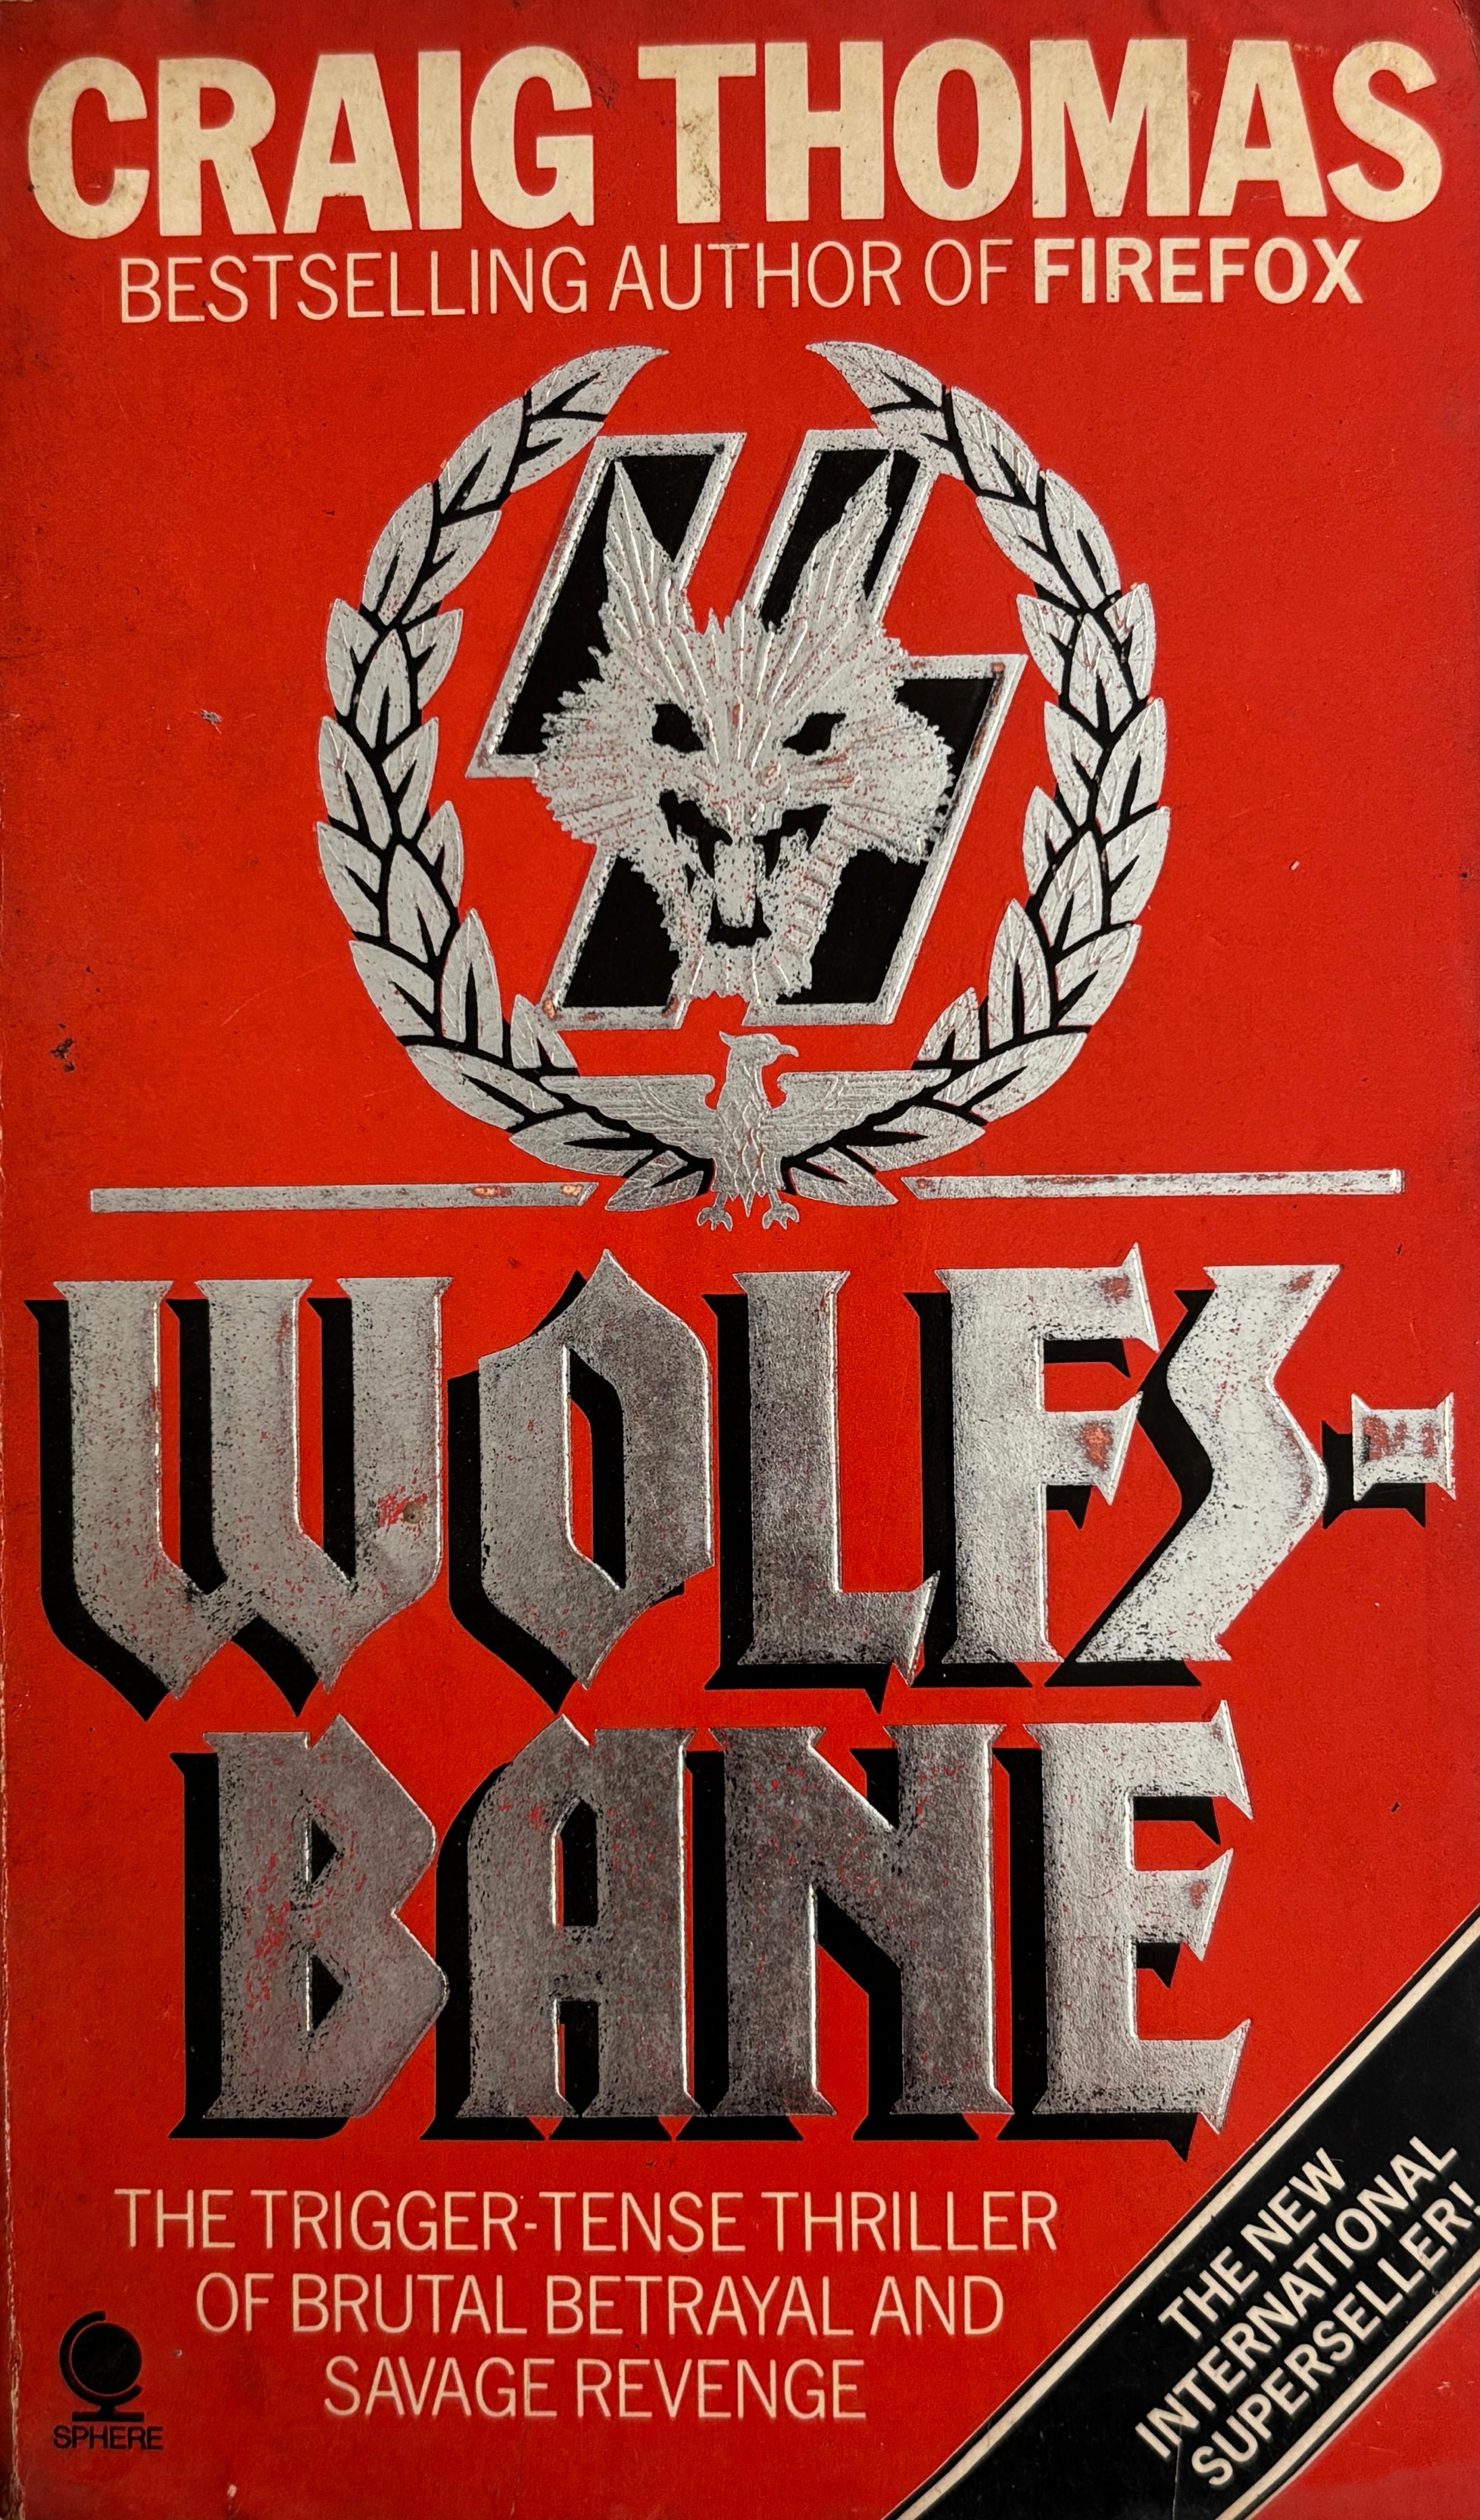 CRAIG THOMAS
BESTSELLING AUTHOR OF FIREFOX
WOLFS-
BANE
THE TRIGGER-TENSE THRILLER
OF BRUTAL BETRAYAL AND
SAVAGE REVENGE
SPHERE
THE NEW
INTERNATIONAL
SUPERSELLER!